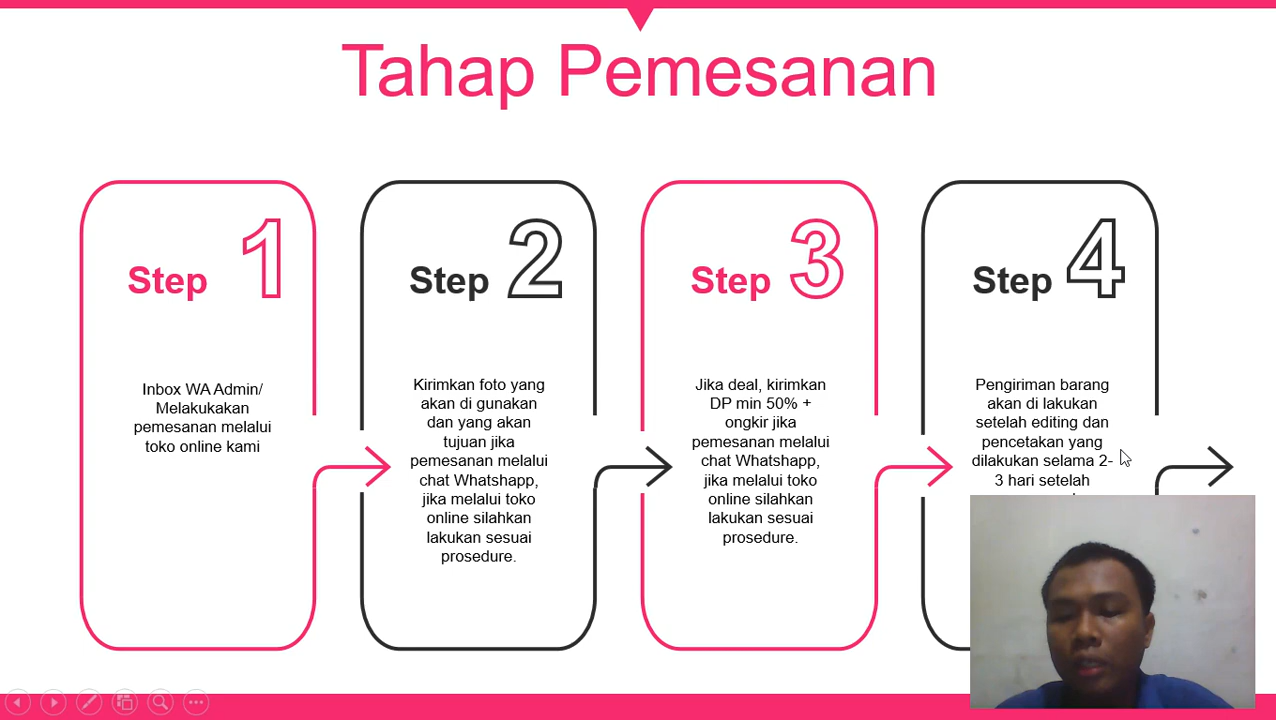 Tahap Pemesanan
Step 1
Inbox WA Admin/
Melakukakan
pemesanan melalui
toko online kami
Step 2
Kirimkan foto yang
akan di gunakan
dan yang akan
tujuan jika
pemesanan melalui
chat Whatshapp,
jika melalui toko
online silahkan
lakukan sesuai
prosedure.
Step 3
Jika deal, kirimkan
DP min 50% +
ongkir jika
pemesanan melalui
chat Whatshapp,
jika melalui toko
online silahkan
lakukan sesuai
prosedure.
Step 4
Pengiriman barang
akan di lakukan
setelah editing dan
pencetakan yang
dilakukan selama 2-
3 hari setelah